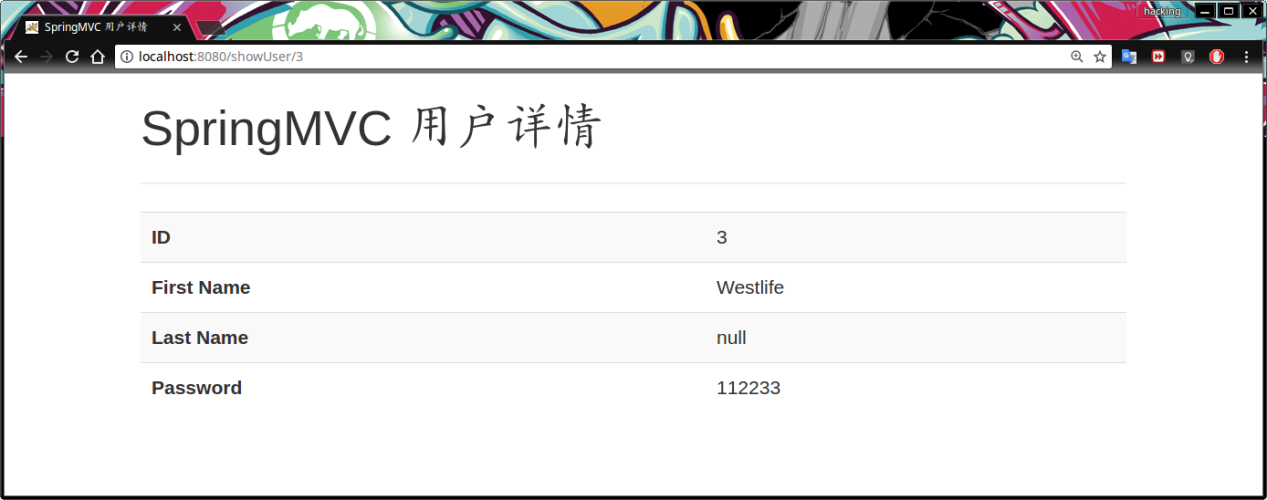 hacking
SpringMVC 用户详情
localhost:8080/showUser/3
SpringMVC 用户详情
ID 3
First Name Westlife
Last Name null
Password 112233